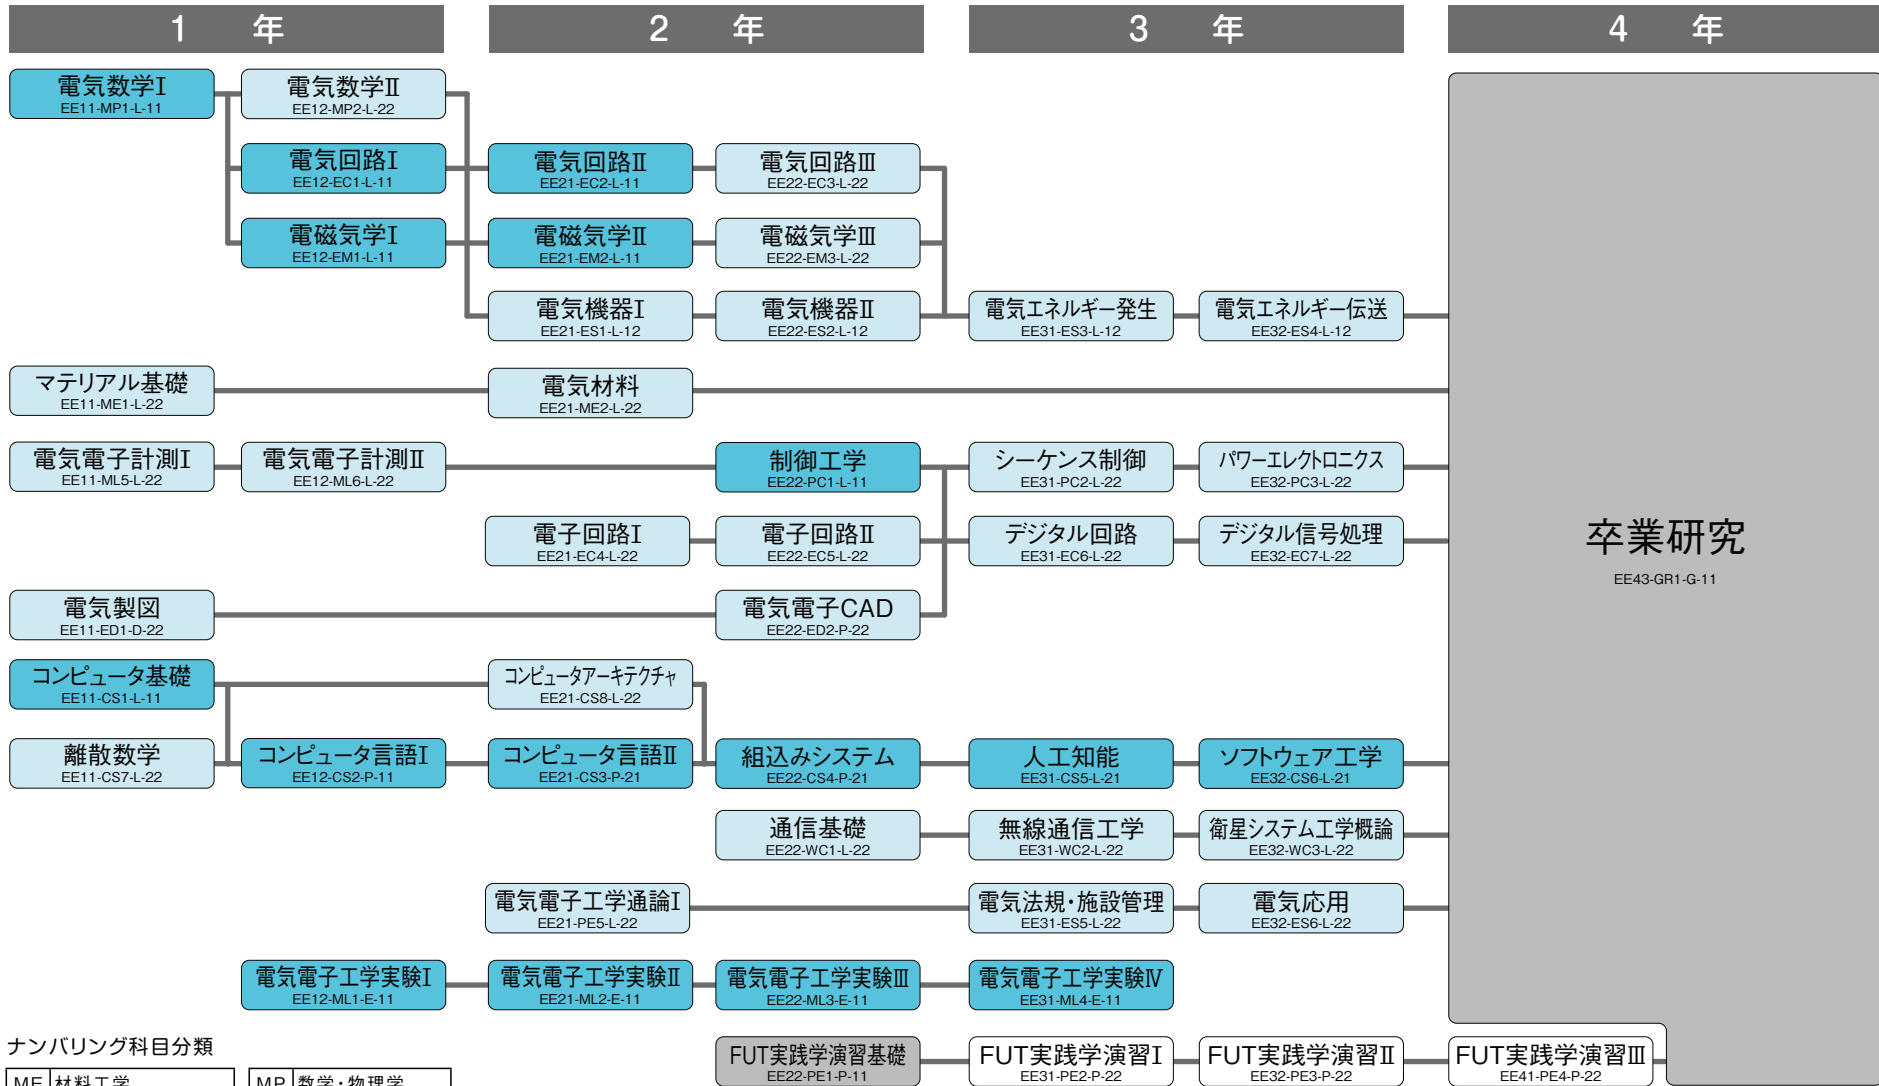 1 年
2 年
3 年
4 年
電気数学Ⅰ
EE11-MP1-L-11
電気数学Ⅱ
EE12-MP2-L-22
電気回路Ⅰ
EE12-EC1-L-11
電気回路Ⅱ
EE21-EC2-L-11
電気回路Ⅲ
EE22-EC3-L-22
電磁気学Ⅰ
EE12-EM1-L-11
電磁気学Ⅱ
EE21-EM2-L-11
電磁気学Ⅲ
EE22-EM3-L-22
電気機器Ⅰ
EE21-ES1-L-12
電気機器Ⅱ
EE22-ES2-L-12
電気エネルギー発生
EE31-ES3-L-12
電気エネルギー伝送
EE32-ES4-L-12
マテリアル基礎
EE11-ME1-L-22
電気材料
EE21-ME2-L-22
電気電子計測Ⅰ
EE11-ML5-L-22
電気電子計測Ⅱ
EE12-ML6-L-22
制御工学
EE22-PC1-L-11
シーケンス制御
EE31-PC2-L-22
パワーエレクトロニクス
EE32-PC3-L-22
電子回路Ⅰ
EE21-EC4-L-22
電子回路Ⅱ
EE22-EC5-L-22
デジタル回路
EE31-EC6-L-22
デジタル信号処理
EE32-EC7-L-22
卒業研究
EE43-GR1-G-11
電気製図
EE11-ED1-D-22
電気電子CAD
EE22-ED2-P-22
コンピュータ基礎
EE11-CS1-L-11
コンピュータアーキテクチャ
EE21-CS8-L-22
離散数学
EE11-CS7-L-22
コンピュータ言語Ⅰ
EE12-CS2-P-11
コンピュータ言語Ⅱ
EE21-CS3-P-21
組込みシステム
EE22-CS4-P-21
人工知能
EE31-CS5-L-21
ソフトウェア工学
EE32-CS6-L-21
通信基礎
EE22-WC1-L-22
無線通信工学
EE31-WC2-L-22
衛星システム工学概論
EE32-WC3-L-22
電気電子工学通論Ⅰ
EE21-PE5-L-22
電気法規・施設管理
EE31-ES5-L-22
電気応用
EE32-ES6-L-22
電気電子工学実験Ⅰ
EE12-ML1-E-11
電気電子工学実験Ⅱ
EE21-ML2-E-11
電気電子工学実験Ⅲ
EE22-ML3-E-11
電気電子工学実験Ⅳ
EE31-ML4-E-11
FUT実践学演習基礎
EE22-PE1-P-11
FUT実践学演習Ⅰ
EE31-PE2-P-22
FUT実践学演習Ⅱ
EE32-PE3-P-22
FUT実践学演習Ⅲ
EE41-PE4-P-22
ナンバリング科目分類
ME 材料工学
MP 数学・物理学